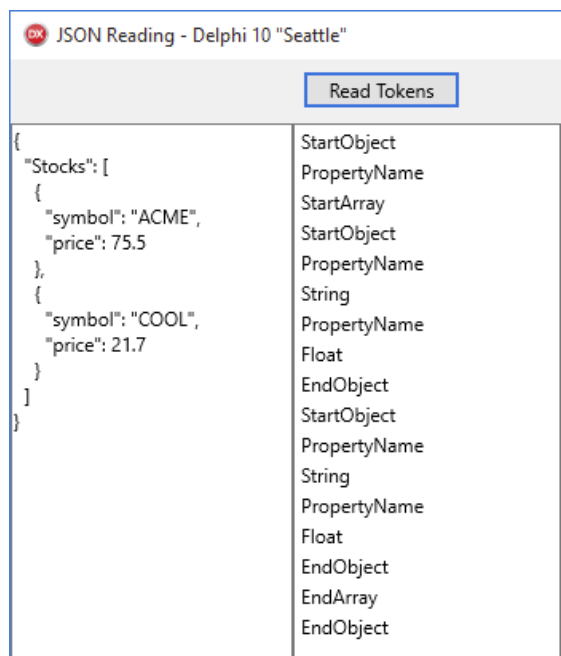 DX JSON Reading - Delphi 10 "Seattle"
Read Tokens
{
  "Stocks": [
    {
      "symbol": "ACME",
      "price": 75.5
    },
    {
      "symbol": "COOL",
      "price": 21.7
    }
  ]
}
StartObject
PropertyName
StartArray
StartObject
PropertyName
String
PropertyName
Float
EndObject
StartObject
PropertyName
String
PropertyName
Float
EndObject
EndArray
EndObject